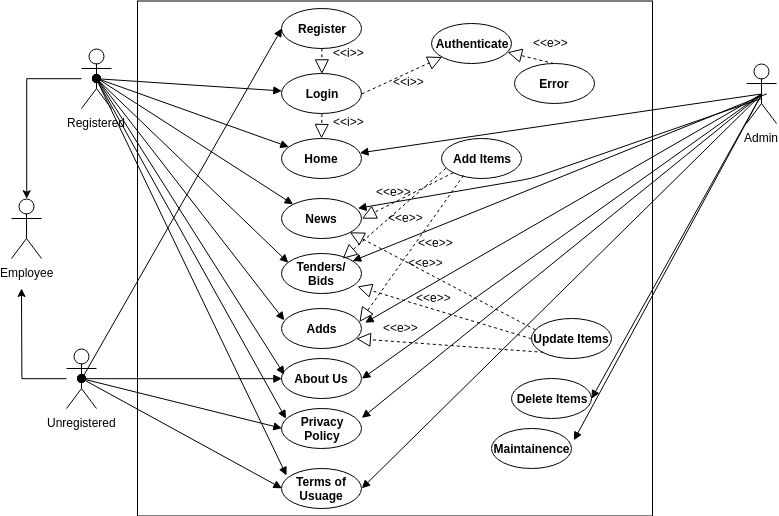 Register
<<i>>
Authenticate
<<e>>
Error
Login
<<i>>
<<i>>
Registered
Admin
Home
Add Items
<<e>>
News
<<e>>
<<e>>
Employee
Tenders/
Bids
<<e>>
<<e>>
Adds
<<e>>
Update Items
About Us
Unregistered
Delete Items
Privacy
Policy
Maintainence
Terms of
Usuage